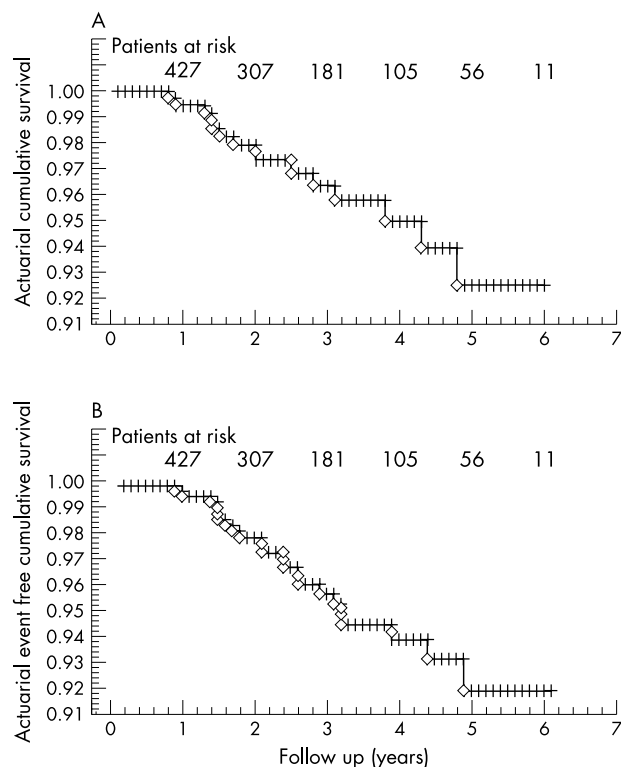 A
Patients at risk
427 307 181 105 56 11
Actuarial cumulative survival
1.00
0.99
0.98
0.97
0.96
0.95
0.94
0.93
0.92
0.91
0 1 2 3 4 5 6 7
B
Patients at risk
427 307 181 105 56 11
Actuarial event free cumulative survival
1.00
0.99
0.98
0.97
0.96
0.95
0.94
0.93
0.92
0.91
0 1 2 3 4 5 6 7
Follow up (years)